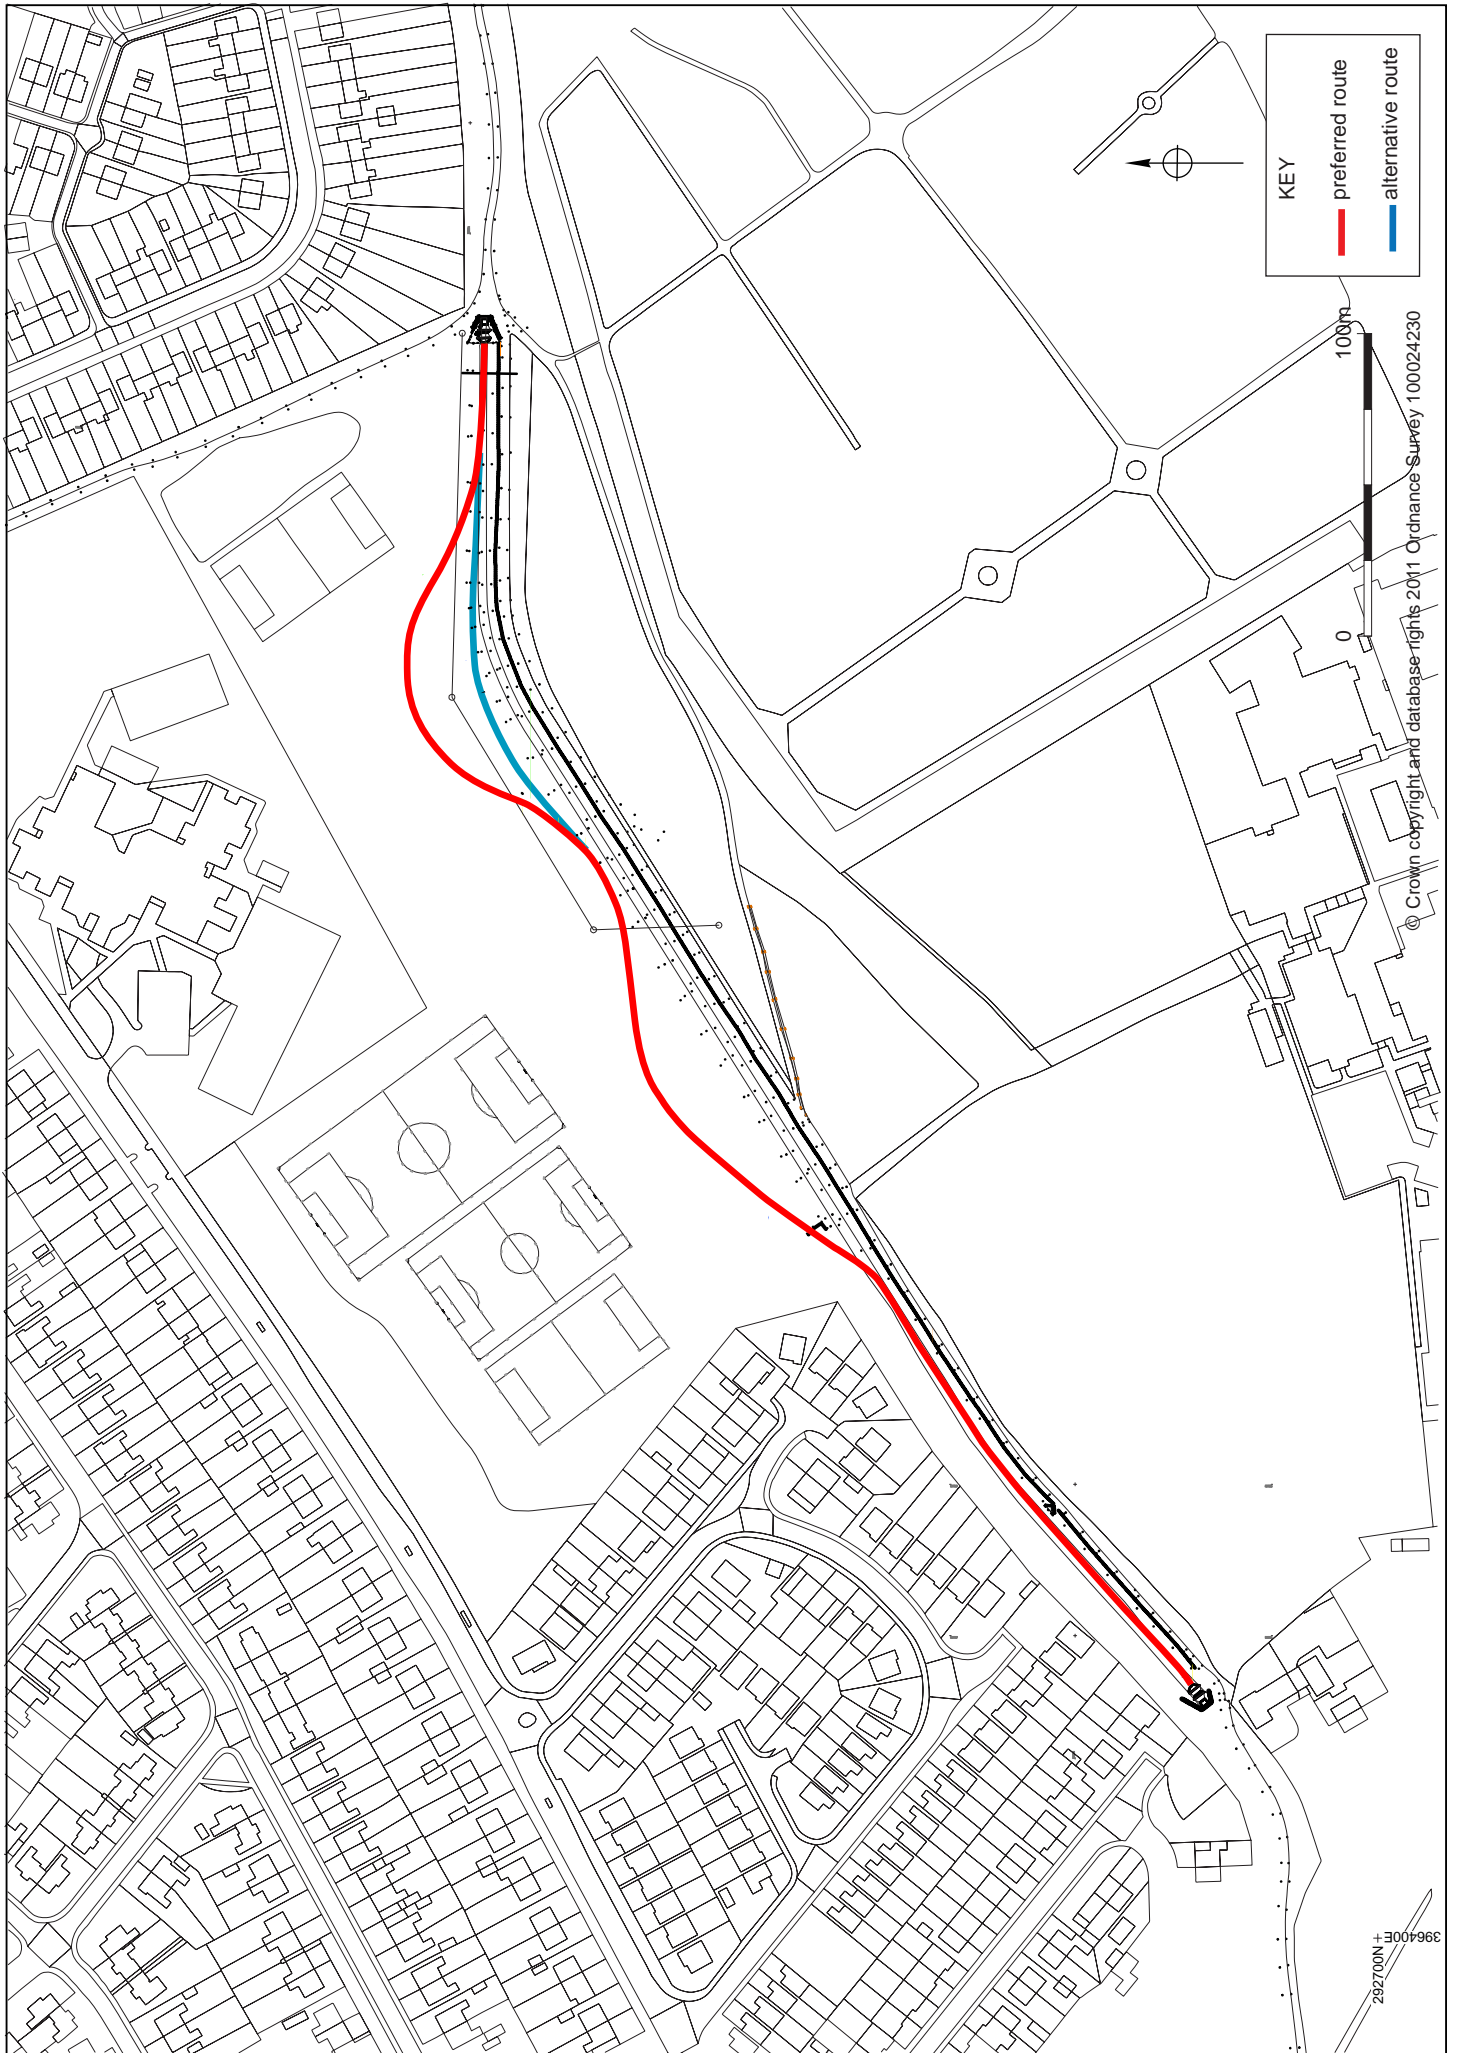 KEY
preferred route
alternative route
0
100m
© Crown copyright and database rights 2011 Ordnance Survey 100024230
292700N
396400E